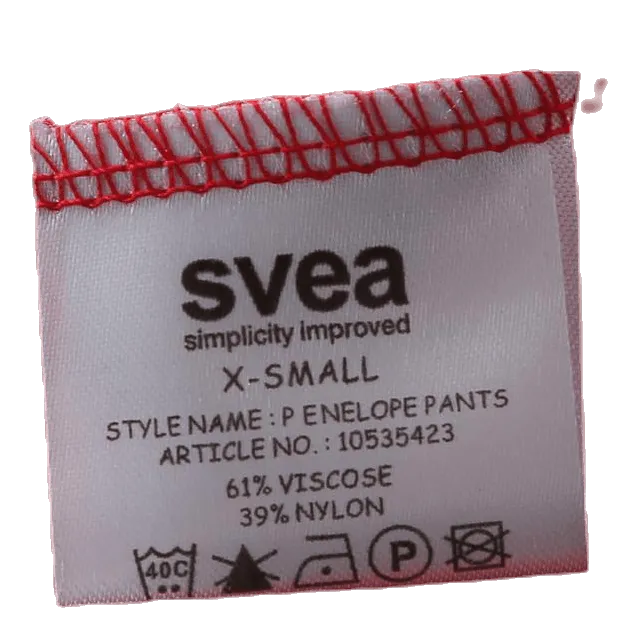 svea
simplicity improved
X-SMALL
STYLE NAME : P ENELOPE PANTS
ARTICLE NO. : 10535423
61% VISCOSE
39% NYLON
40C P